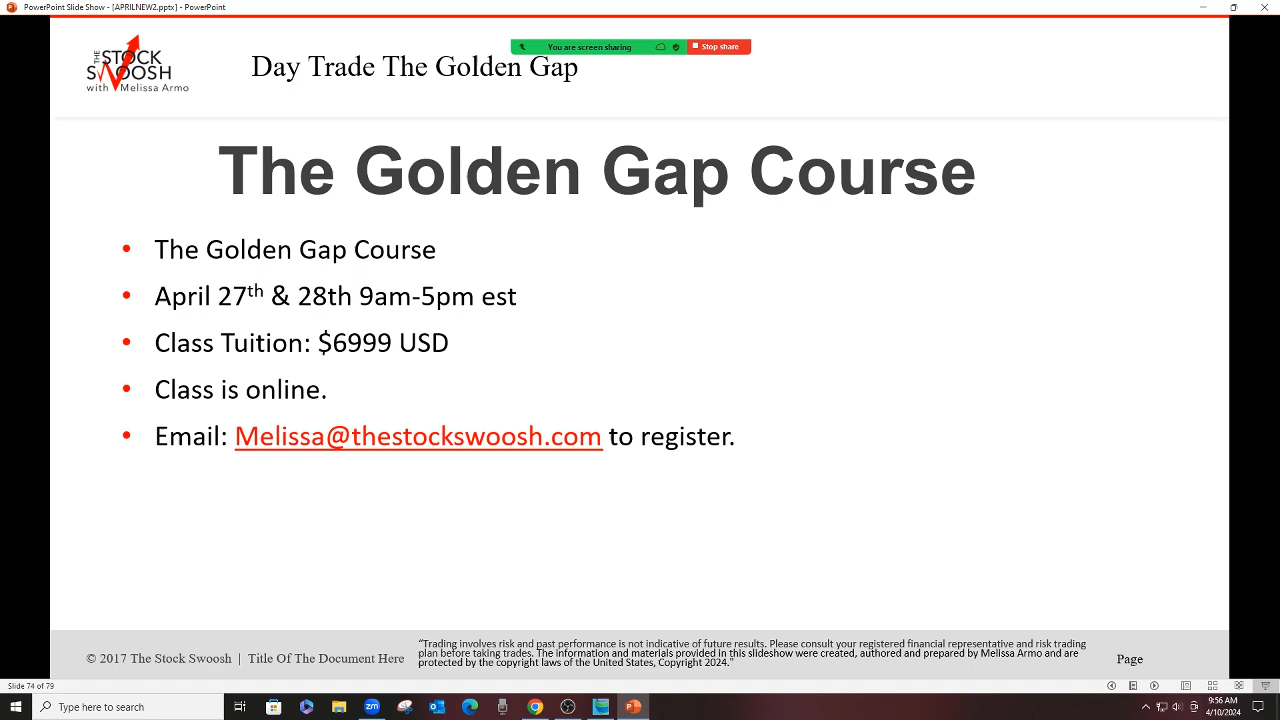 PowerPoint Slide Show - [APRILNEW2.pptx] - PowerPoint
You are screen sharing
Stop share
THE STOCK
SWOOSH
with Melissa Armo
Day Trade The Golden Gap
The Golden Gap Course
• The Golden Gap Course
• April 27th & 28th 9am-5pm est
• Class Tuition: $6999 USD
• Class is online.
• Email: Melissa@thestockswoosh.com to register.
© 2017 The Stock Swoosh | Title Of The Document Here
"Trading involves risk and past performance is not indicative of future results. Please consult your registered financial representative and risk trading
plan before taking trades. The information and materials provided in this slideshow were created, authored and prepared by Melissa Armo and are
protected by the copyright laws of the United States, Copyright 2024."
Page
Slide 74 of 79
Type here to search
zm
9:56 AM
4/10/2024